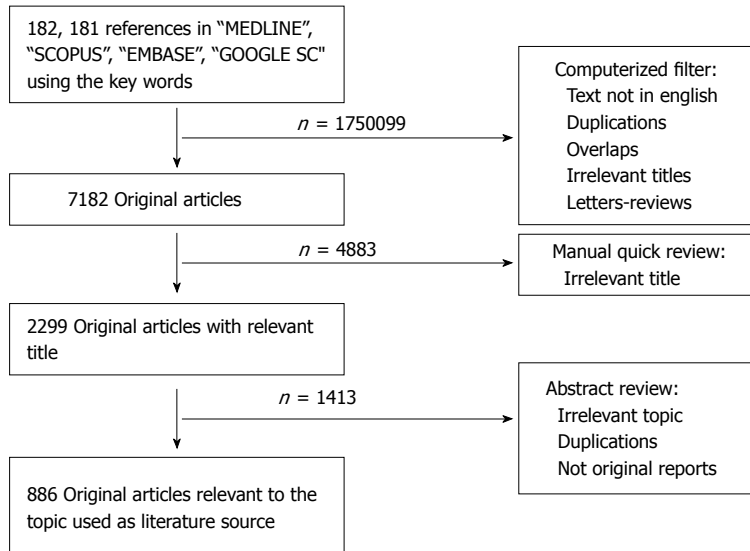 182, 181 references in “MEDLINE”,
“SCOPUS”, “EMBASE”, “GOOGLE SC"
using the key words
n = 1750099
Computerized filter:
Text not in english
Duplications
Overlaps
Irrelevant titles
Letters-reviews
7182 Original articles
n = 4883
Manual quick review:
Irrelevant title
2299 Original articles with relevant
title
n = 1413
Abstract review:
Irrelevant topic
Duplications
Not original reports
886 Original articles relevant to the
topic used as literature source